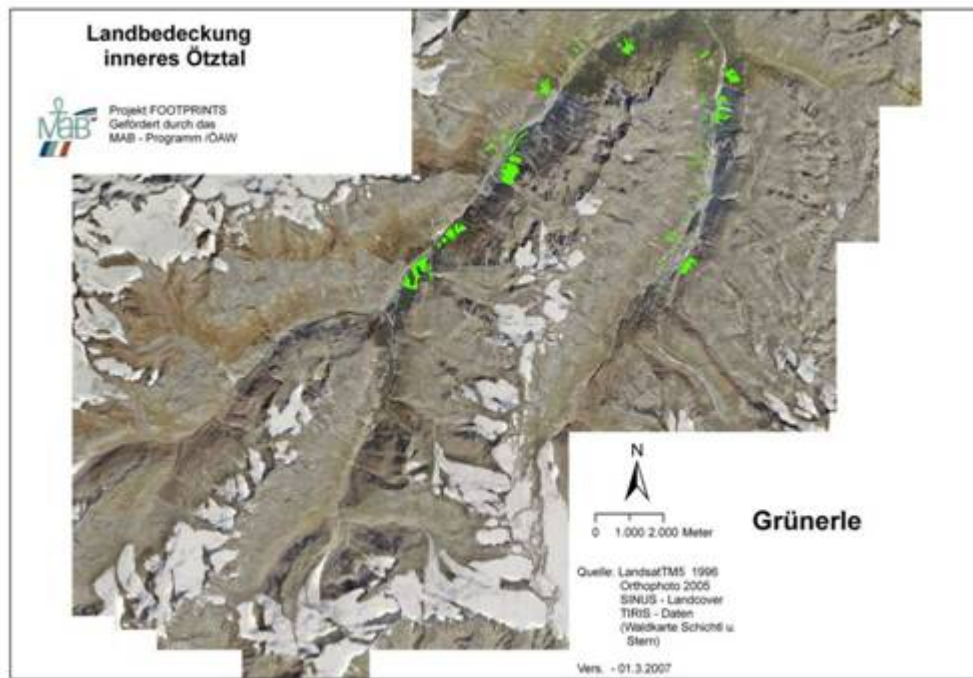 Landbedeckung
inneres Ötztal
MaB
Projekt FOOTPRINTS
Gefördert durch das
MAB - Programm /ÖAW
N
0 1.000 2.000 Meter
Grünerle
Quelle: LandsatTM5 1996
Orthophoto 2005
SINUS - Landcover
TIRIS - Daten
(Waldkarte Schichtl u.
Stern)
Vers. - 01.3.2007